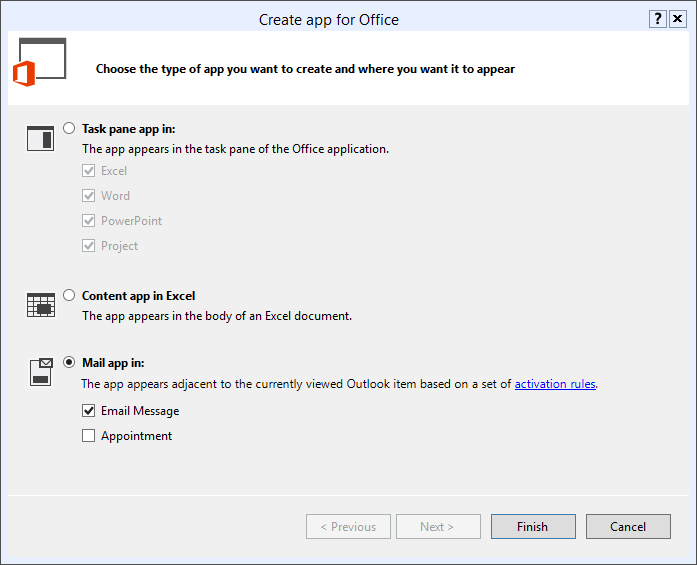 Create app for Office
?
Choose the type of app you want to create and where you want it to appear
Task pane app in:
The app appears in the task pane of the Office application.
Excel
Word
PowerPoint
Project
Content app in Excel
The app appears in the body of an Excel document.
Mail app in:
The app appears adjacent to the currently viewed Outlook item based on a set of activation rules.
Email Message
Appointment
< Previous Next > Finish Cancel